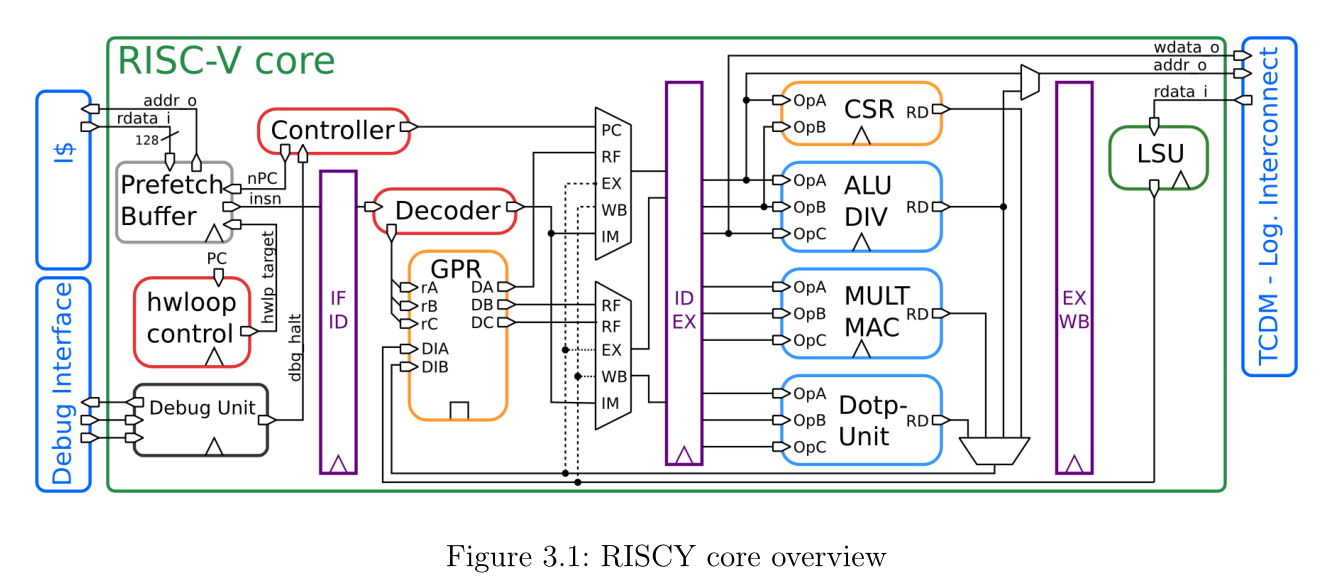 RISC-V core
I$
addr_o
rdata_i
128
Prefetch
Buffer
nPC
insn
Controller
PC
hwloop
control
hwlp_target
Debug Interface
Debug Unit
dbg_halt
IF
ID
Decoder
GPR
rA
rB
rC
DIA
DIB
DA
DB
DC
PC
RF
EX
WB
IM
RF
RF
EX
WB
IM
ID
EX
OpA
OpB
CSR
RD
OpA
OpB
OpC
ALU
DIV
RD
OpA
OpB
OpC
MULT
MAC
RD
OpA
OpB
OpC
Dotp-
Unit
RD
EX
WB
wdata_o
addr_o
rdata_i
LSU
TCDM - Log. Interconnect
Figure 3.1: RISCY core overview